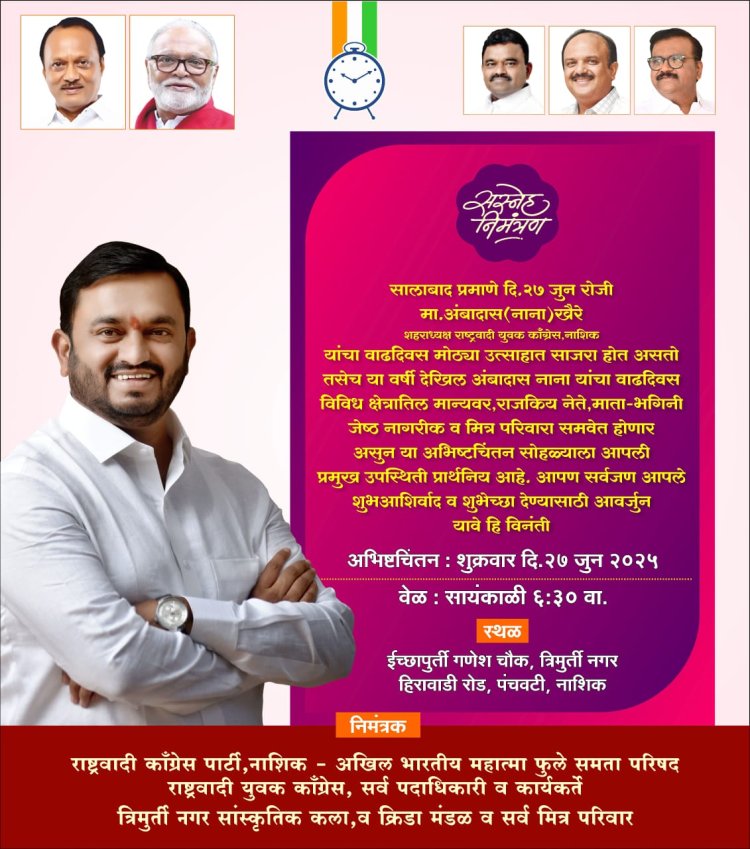 सस्नेह
निमंत्रण
सालाबाद प्रमाणे दि.२७ जुन रोजी
मा.अंबादास(नाना)खैरे
शहराध्यक्ष राष्ट्रवादी युवक काँग्रेस,नाशिक
यांचा वाढदिवस मोठ्या उत्साहात साजरा होत असतो
तसेच या वर्षी देखिल अंबादास नाना यांचा वाढदिवस
विविध क्षेत्रातिल मान्यवर,राजकिय नेते,माता-भगिनी
जेष्ठ नागरीक व मित्र परिवारा समवेत होणार
असुन या अभिष्टचिंतन सोहळ्याला आपली
प्रमुख उपस्थिती प्रार्थनिय आहे. आपण सर्वजण आपले
शुभआशिर्वाद व शुभेच्छा देण्यासाठी आवर्जुन
यावे हि विनंती
अभिष्टचिंतन : शुक्रवार दि.२७ जुन २०२५
वेळ : सायंकाळी ६:३० वा.
स्थळ
ईच्छापुर्ती गणेश चौक, त्रिमुर्ती नगर
हिरावाडी रोड, पंचवटी, नाशिक
निमंत्रक
राष्ट्रवादी काँग्रेस पार्टी,नाशिक - अखिल भारतीय महात्मा फुले समता परिषद
राष्ट्रवादी युवक काँग्रेस, सर्व पदाधिकारी व कार्यकर्ते
त्रिमुर्ती नगर सांस्कृतिक कला,व क्रिडा मंडळ व सर्व मित्र परिवार